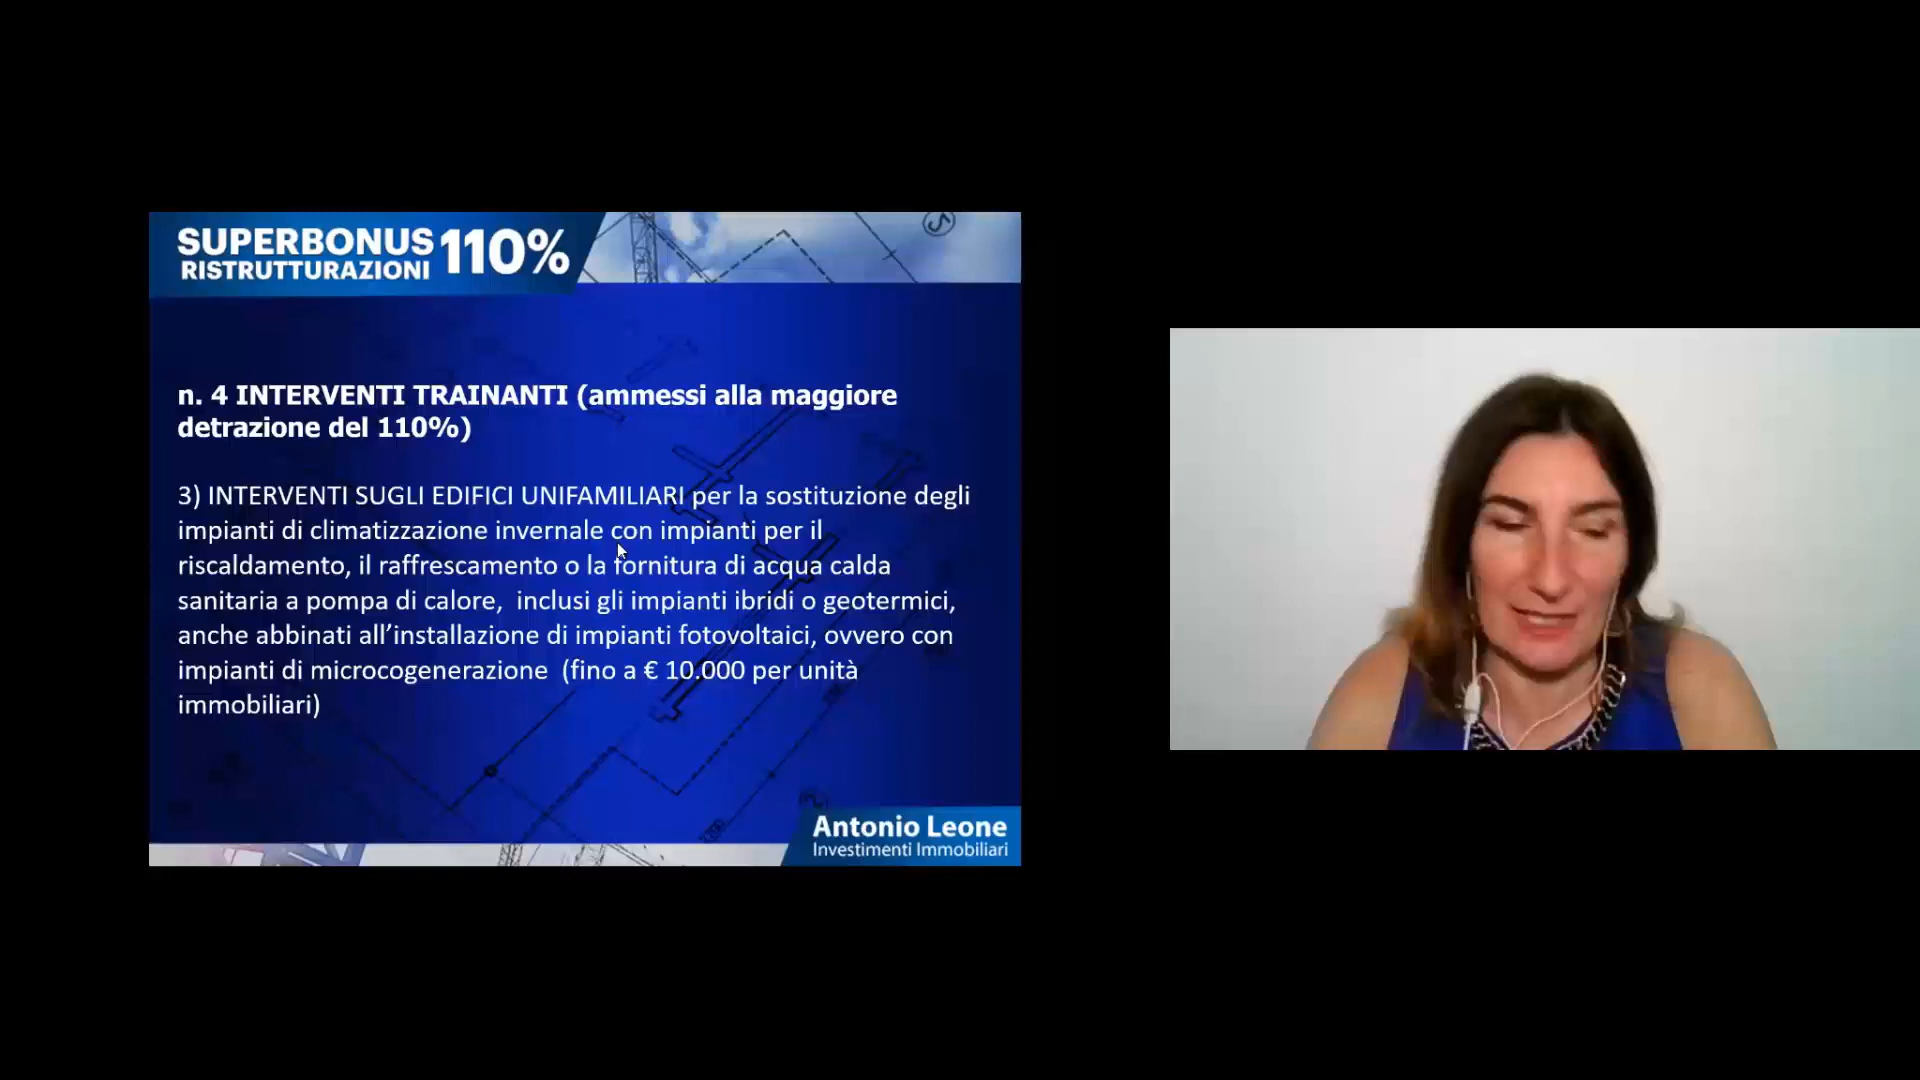 SUPERBONUS 110%
RISTRUTTURAZIONI
n. 4 INTERVENTI TRAINANTI (ammessi alla maggiore
detrazione del 110%)
3) INTERVENTI SUGLI EDIFICI UNIFAMILIARI per la sostituzione degli
impianti di climatizzazione invernale con impianti per il
riscaldamento, il raffrescamento o la fornitura di acqua calda
sanitaria a pompa di calore,  inclusi gli impianti ibridi o geotermici,
anche abbinati all’installazione di impianti fotovoltaici, ovvero con
impianti di microcogenerazione  (fino a € 10.000 per unità
immobiliari)
Antonio Leone
Investimenti Immobiliari